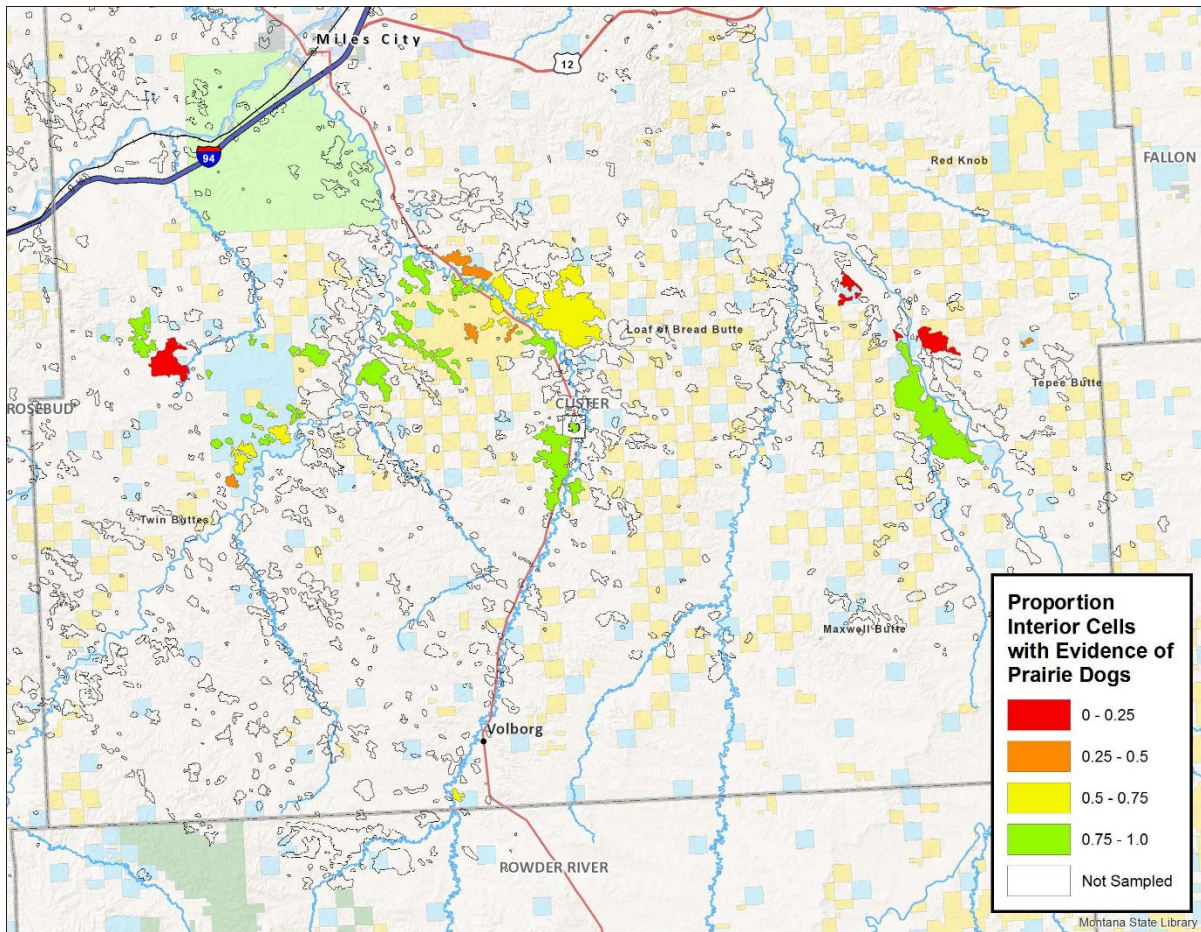 Miles City
12
94
Red Knob
FALLON
Loaf of Bread Butte
Tepee Butte
ROSEBUD
CUSTER
59
Twin Buttes
Maxwell Butte
Volborg
ROWDER RIVER
Proportion
Interior Cells
with Evidence of
Prairie Dogs
0 - 0.25
0.25 - 0.5
0.5 - 0.75
0.75 - 1.0
Not Sampled
Montana State Library